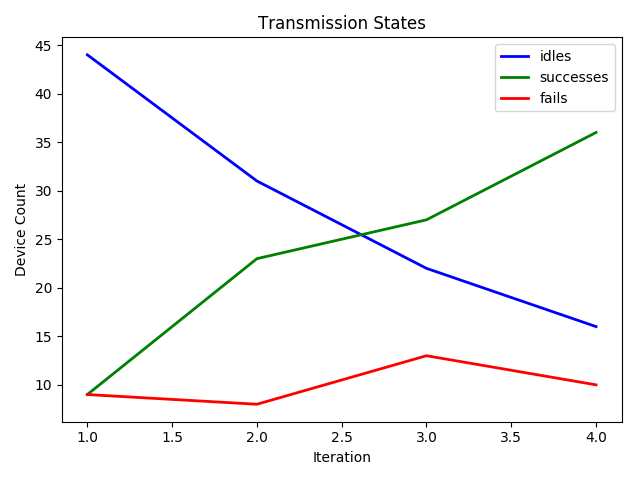 Transmission States
idles
successes
fails
Device Count
45
40
35
30
25
20
15
10
1.0 1.5 2.0 2.5 3.0 3.5 4.0
Iteration